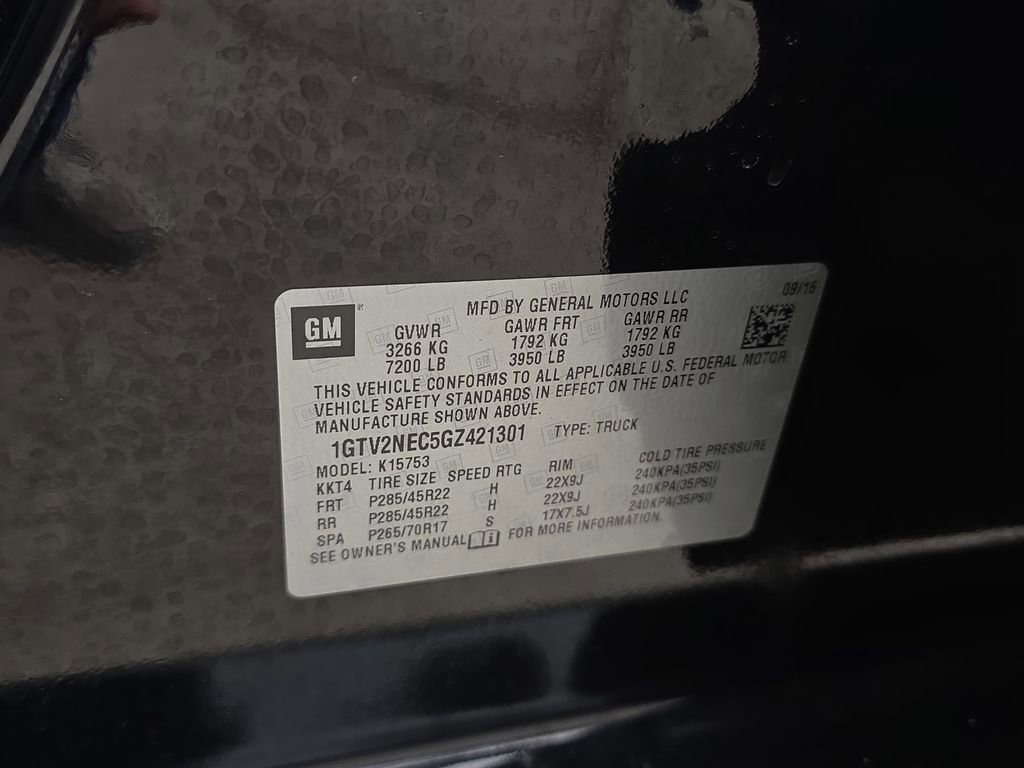 GM
MFD BY GENERAL MOTORS LLC
09/16
GVWR GAWR FRT GAWR RR
3266 KG 1792 KG 1792 KG
7200 LB 3950 LB 3950 LB
THIS VEHICLE CONFORMS TO ALL APPLICABLE U.S. FEDERAL MOTOR
VEHICLE SAFETY STANDARDS IN EFFECT ON THE DATE OF
MANUFACTURE SHOWN ABOVE.
1GTV2NEC5GZ421301 TYPE: TRUCK
MODEL: K15753
KKT4 TIRE SIZE SPEED RTG RIM COLD TIRE PRESSURE
FRT P285/45R22 H 22X9J 240KPA(35PSI)
RR P285/45R22 H 22X9J 240KPA(35PSI)
SPA P265/70R17 S 17X7.5J 240KPA(35PSI)
SEE OWNER'S MANUAL FOR MORE INFORMATION.